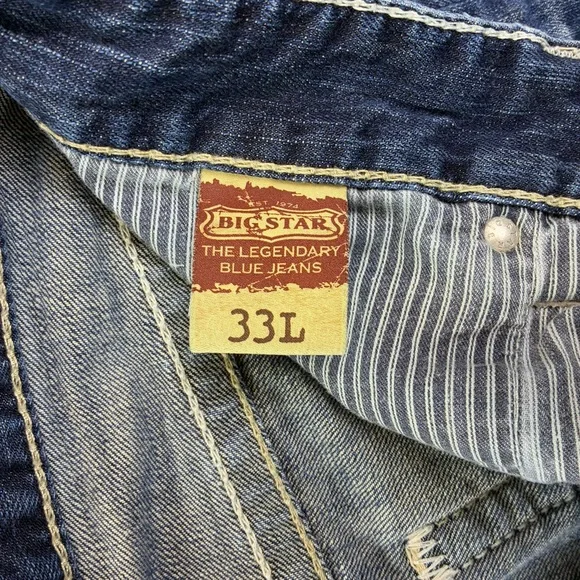 EST. 1974
BIG STAR
THE LEGENDARY
BLUE JEANS
33L